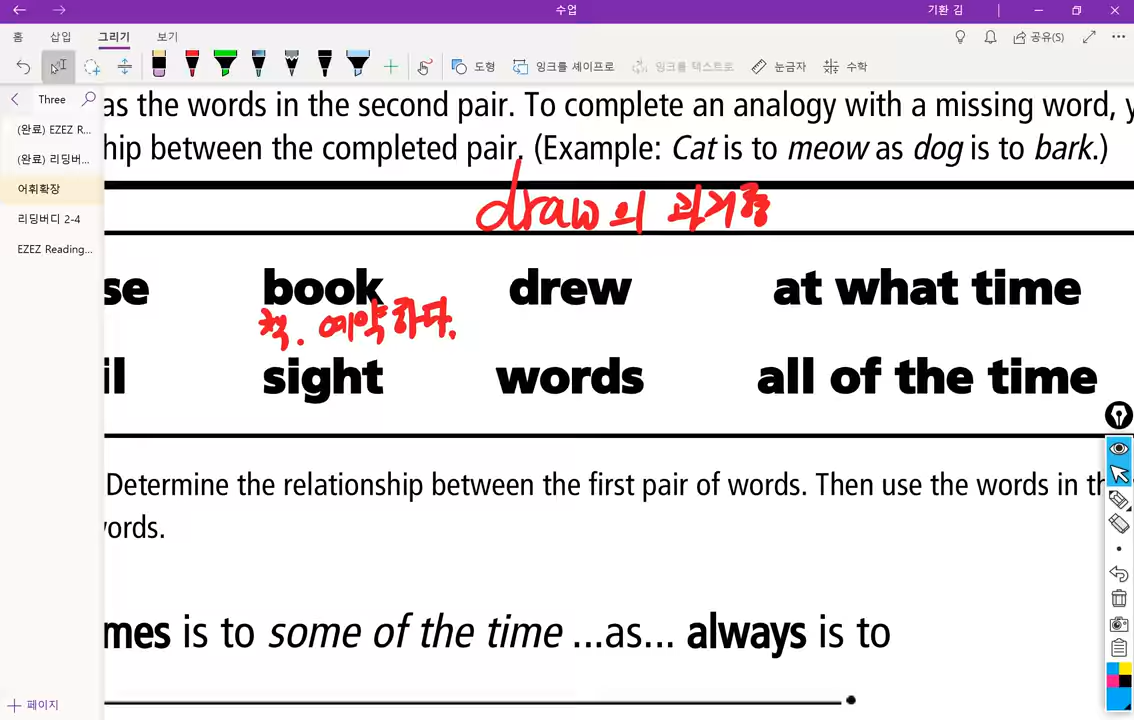 수업
기환 김
홈 삽입 그리기 보기
공유(S)
도형 잉크를 셰이프로 잉크를 텍스트로 눈금자 수학
Three
(완료) EZEZ R...
(완료) 리딩버...
어휘확장
리딩버디 2-4
EZEZ Reading...
페이지
as the words in the second pair. To complete an analogy with a missing word, y
hip between the completed pair. (Example: Cat is to meow as dog is to bark.)
draw의 과거형
se book drew at what time
책. 예약하다.
il sight words all of the time
Determine the relationship between the first pair of words. Then use the words in th
ords.
mes is to some of the time ...as... always is to